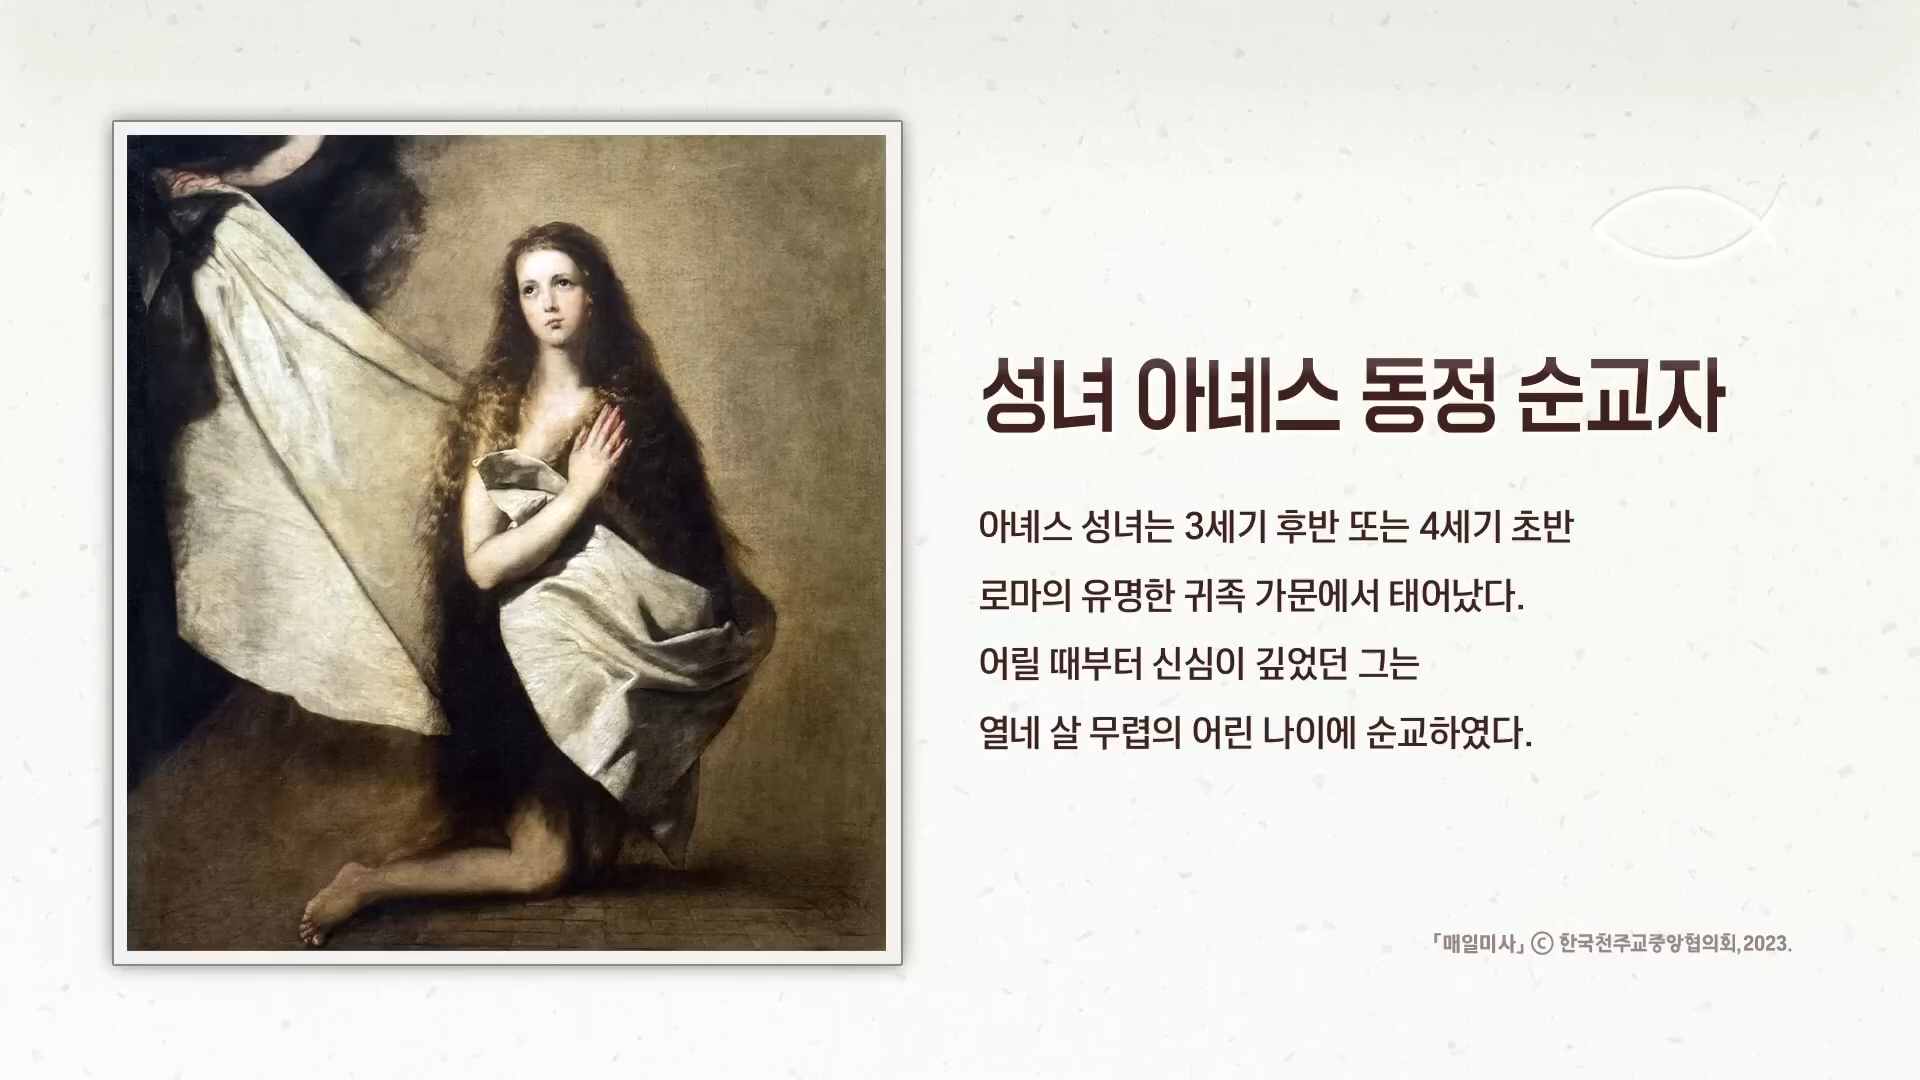 성녀 아녜스 동정 순교자
아녜스 성녀는 3세기 후반 또는 4세기 초반
로마의 유명한 귀족 가문에서 태어났다.
어릴 때부터 신심이 깊었던 그는
열네 살 무렵의 어린 나이에 순교하였다.
「매일미사」 ⓒ 한국천주교중앙협의회, 2023.